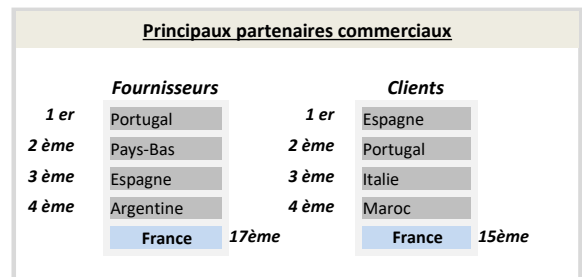 Principaux partenaires commerciaux
Fournisseurs Clients
1 er Portugal 1 er Espagne
2 ème Pays-Bas 2 ème Portugal
3 ème Espagne 3 ème Italie
4 ème Argentine 4 ème Maroc
France 17ème France 15ème